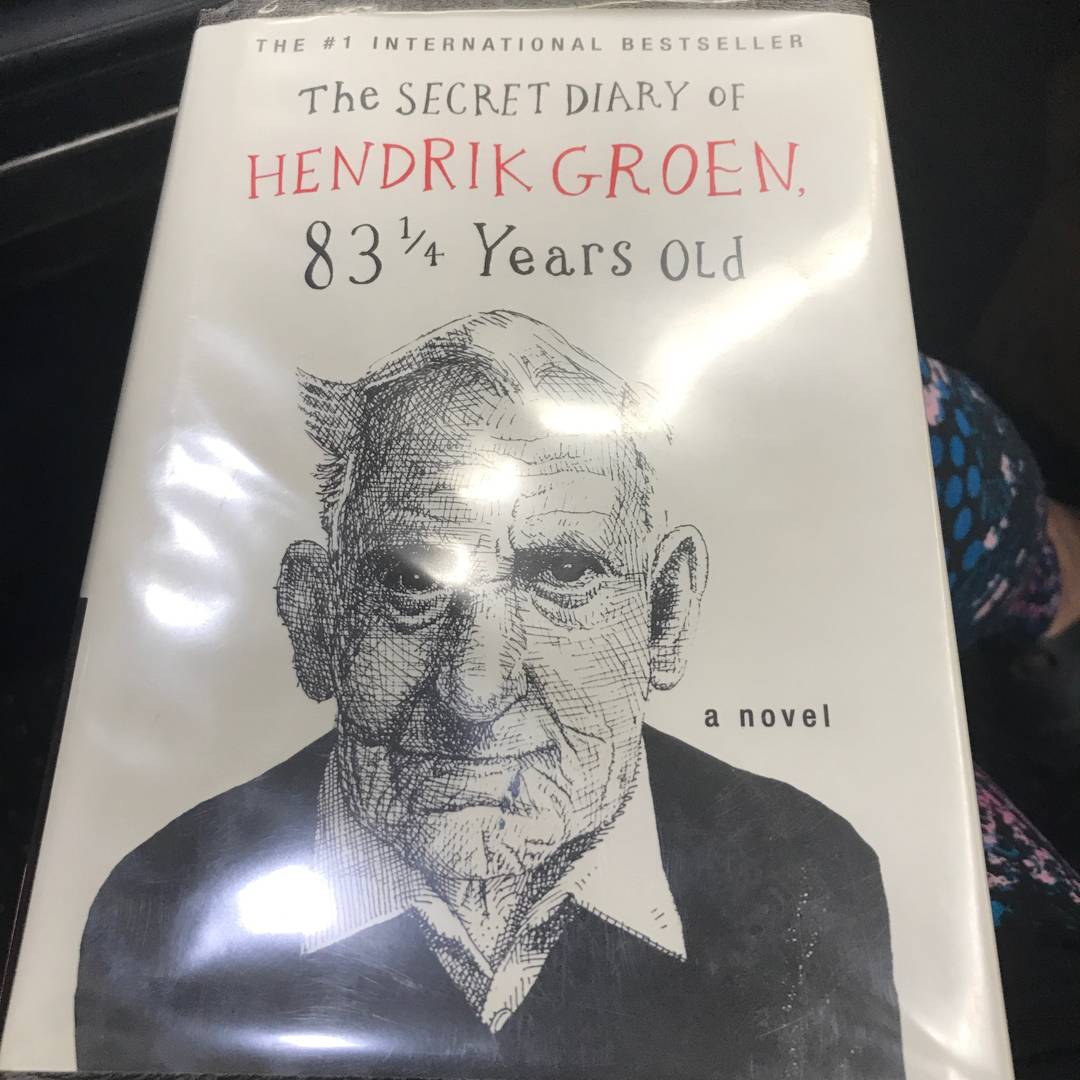 THE #1 INTERNATIONAL BESTSELLER
The SECRET DIARY OF
HENDRIK GROEN,
83 1/4 Years OLd
a novel